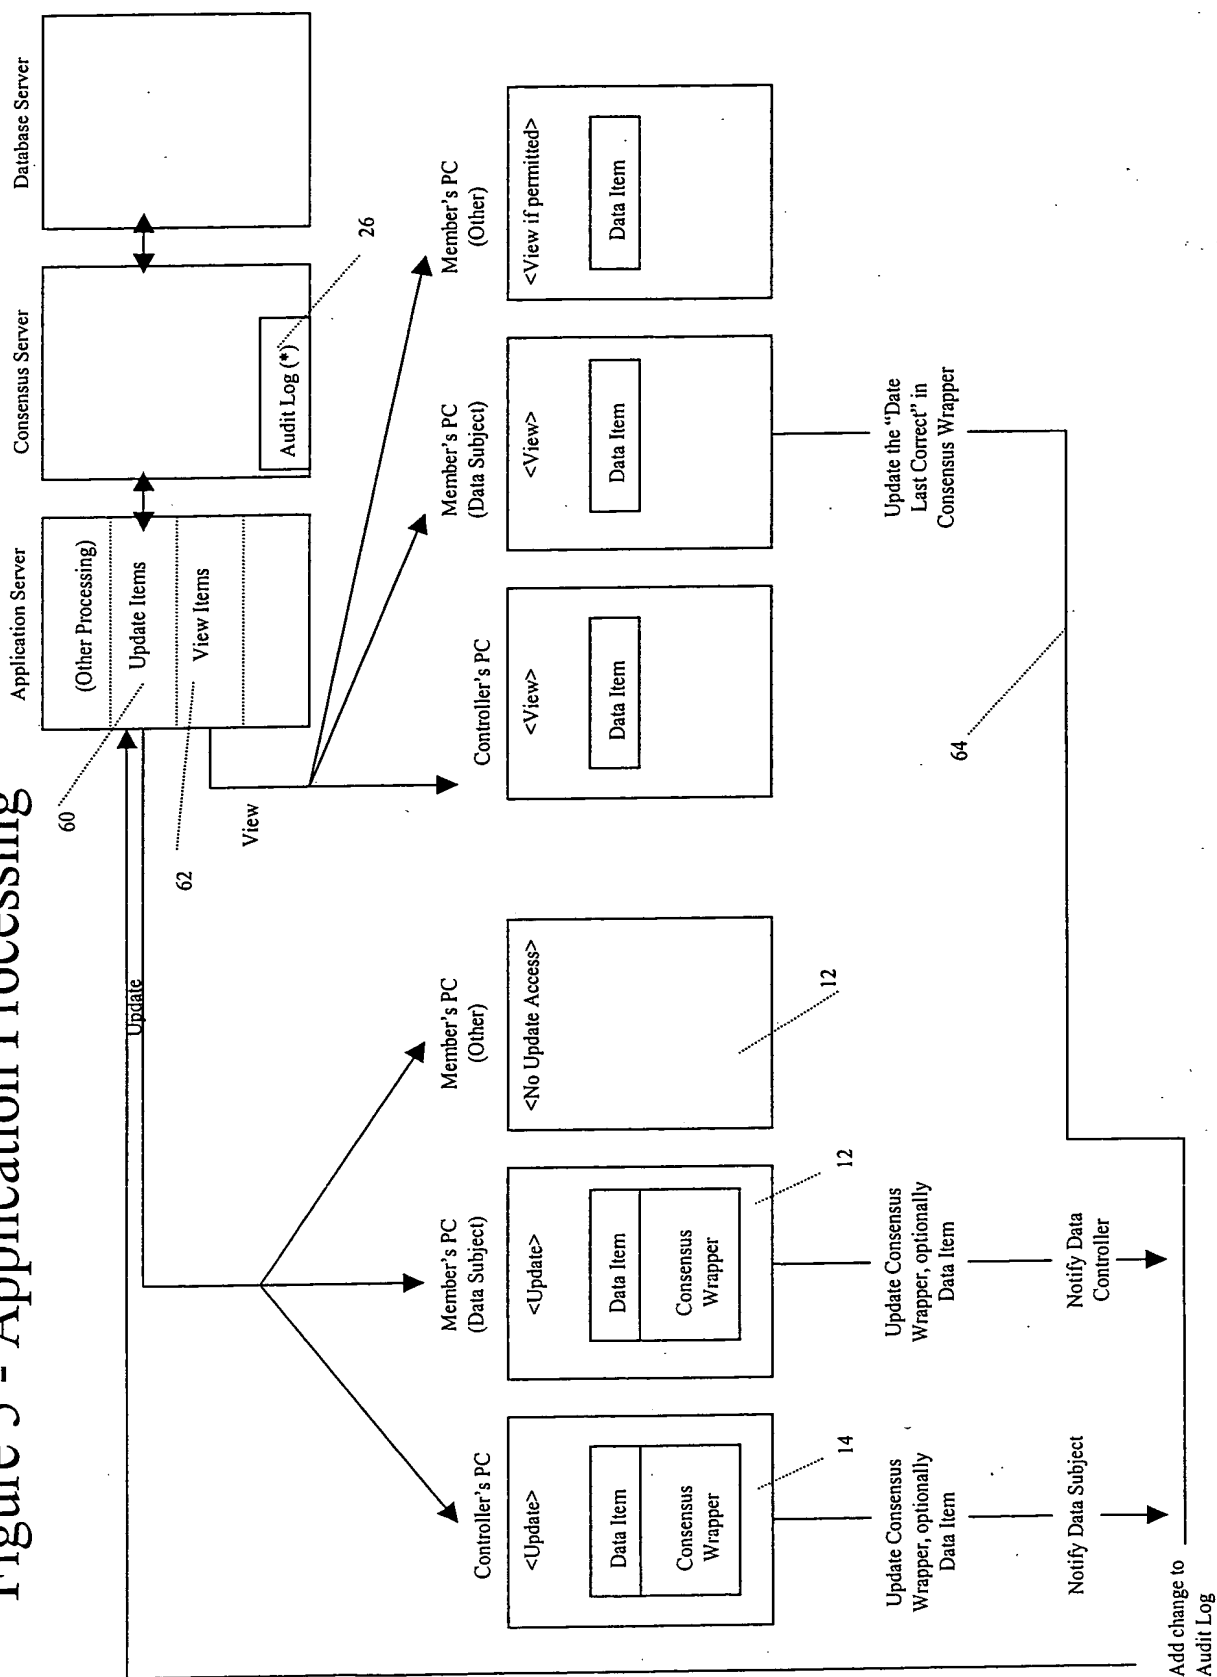 Figure 5 - Application Processing
Application Server
Consensus Server
Database Server
(Other Processing)
Update Items
View Items
Audit Log (*)
60
62
26
Update
View
Controller's PC
Member's PC
(Data Subject)
Member's PC
(Other)
Controller's PC
Member's PC
(Data Subject)
Member's PC
(Other)
<Update>
Data Item
Consensus
Wrapper
<Update>
Data Item
Consensus
Wrapper
<No Update Access>
<View>
Data Item
<View>
Data Item
<View if permitted>
Data Item
14
12
12
Update Consensus
Wrapper, optionally
Data Item
Update Consensus
Wrapper, optionally
Data Item
Update the "Date
Last Correct" in
Consensus Wrapper
64
Notify Data Subject
Notify Data
Controller
Add change to
Audit Log